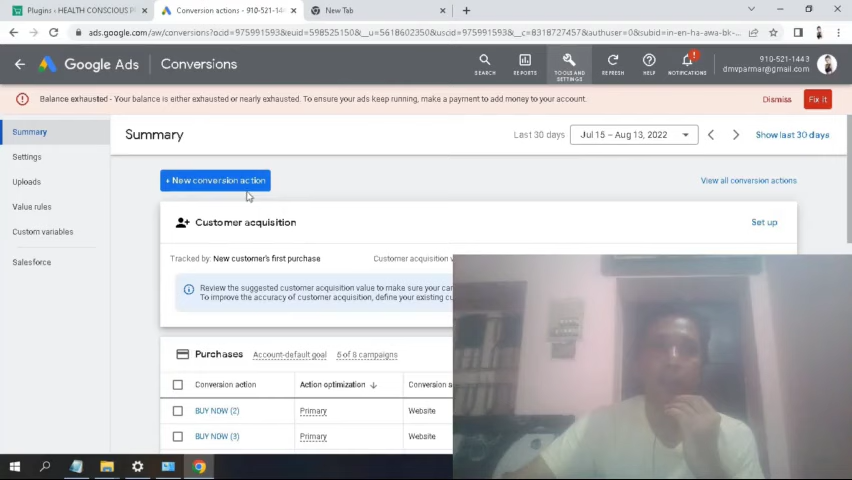 Plugins ‹ HEALTH CONSCIOUS P
Conversion actions - 910-521-14
New Tab
ads.google.com/aw/conversions?ocid=975991593&euid=598525150&__u=5618602350&uscid=975991593&__c=8318727457&authuser=0&subid=in-en-ha-awa-bk-...
Google Ads
Conversions
SEARCH
REPORTS
TOOLS AND SETTINGS
REFRESH
HELP
NOTIFICATIONS
910-521-1443
dmvparmar@gmail.com
Balance exhausted - Your balance is either exhausted or nearly exhausted. To ensure your ads keep running, make a payment to add money to your account.
Dismiss
Fix it
Summary
Settings
Uploads
Value rules
Custom variables
Salesforce
Summary
Last 30 days
Jul 15 – Aug 13, 2022
Show last 30 days
+ New conversion action
View all conversion actions
Customer acquisition
Set up
Tracked by: New customer's first purchase
Customer acquisition v
Review the suggested customer acquisition value to make sure your car
To improve the accuracy of customer acquisition, define your existing cu
Purchases
Account-default goal
5 of 8 campaigns
Conversion action
Action optimization
Conversion s
BUY NOW (2)
Primary
Website
BUY NOW (3)
Primary
Website